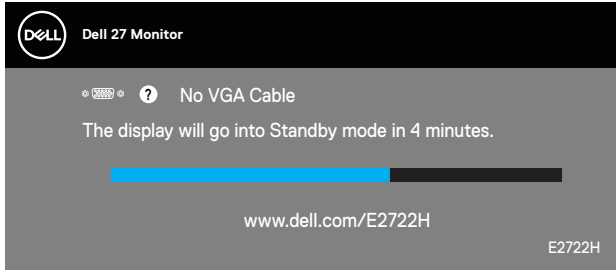 DELL
Dell 27 Monitor
? No VGA Cable
The display will go into Standby mode in 4 minutes.
www.dell.com/E2722H
E2722H